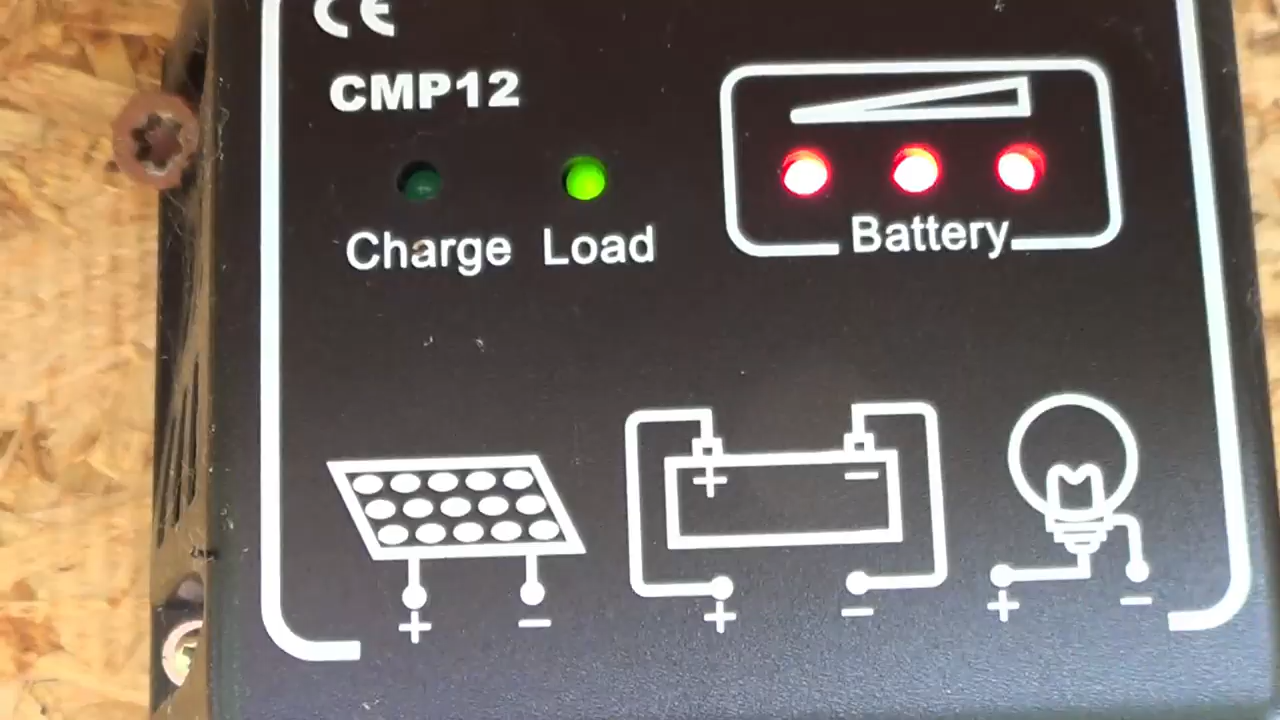 CE
CMP12
Charge Load
Battery
+ −
+ − + −